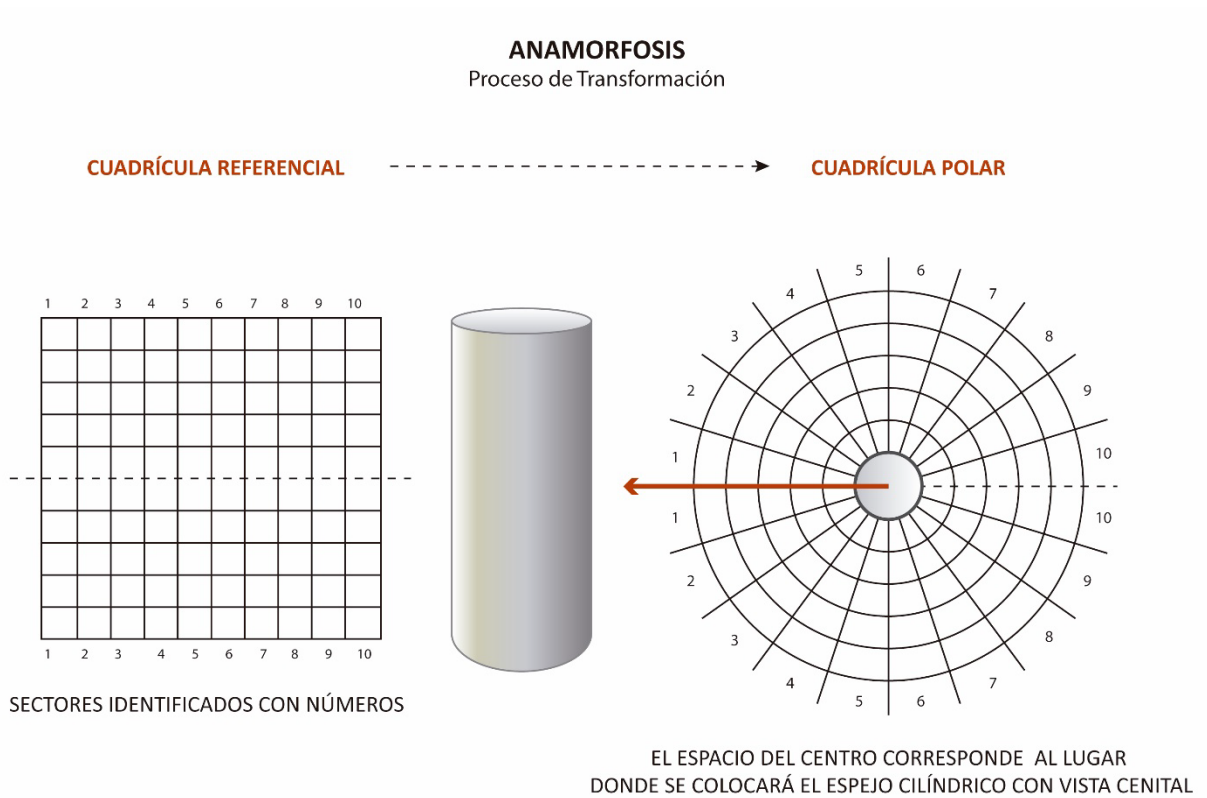 ANAMORFOSIS
Proceso de Transformación
CUADRÍCULA REFERENCIAL
CUADRÍCULA POLAR
1 2 3 4 5 6 7 8 9 10
1 2 3 4 5 6 7 8 9 10
SECTORES IDENTIFICADOS CON NÚMEROS
5 6
4 7
3 8
2 9
1 10
1 10
2 9
3 8
4 7
5 6
EL ESPACIO DEL CENTRO CORRESPONDE AL LUGAR
DONDE SE COLOCARÁ EL ESPEJO CILÍNDRICO CON VISTA CENITAL